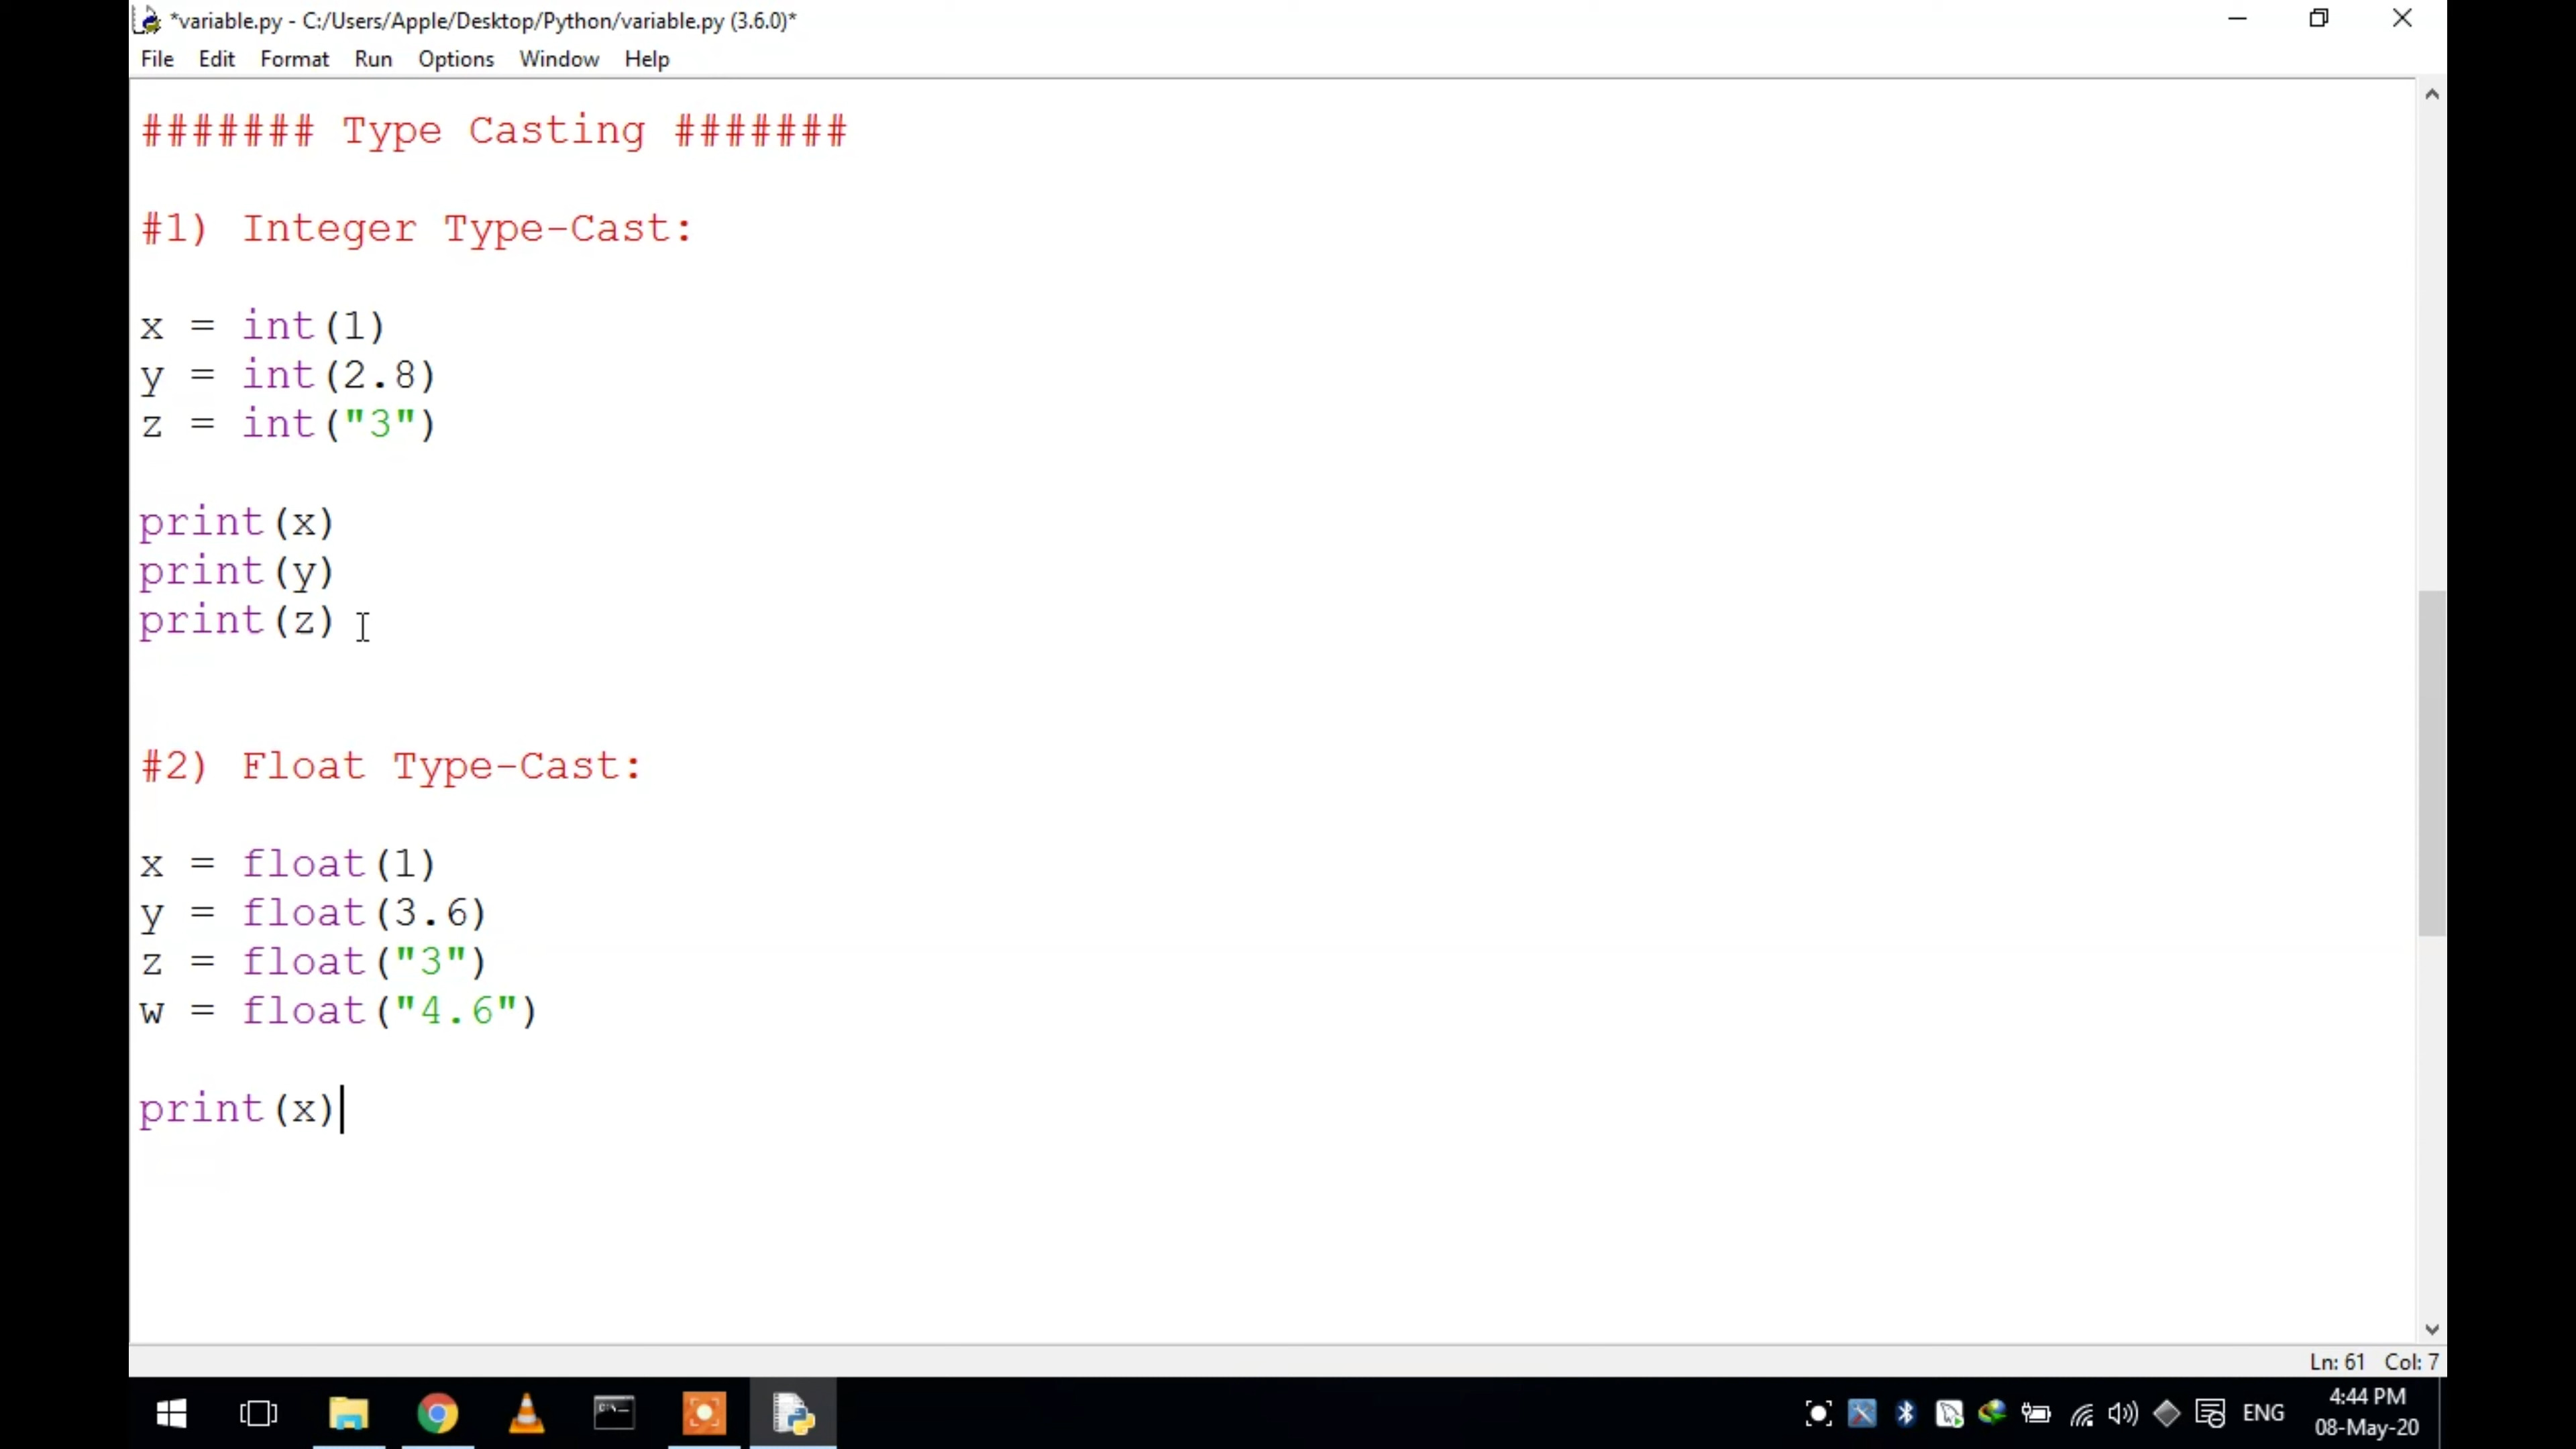 *variable.py - C:/Users/Apple/Desktop/Python/variable.py (3.6.0)*
File Edit Format Run Options Window Help
####### Type Casting #######
#1) Integer Type-Cast:
x = int(1)
y = int(2.8)
z = int("3")
print(x)
print(y)
print(z)
#2) Float Type-Cast:
x = float(1)
y = float(3.6)
z = float("3")
w = float("4.6")
print(x)
Ln: 61 Col: 7
ENG
4:44 PM
08-May-20